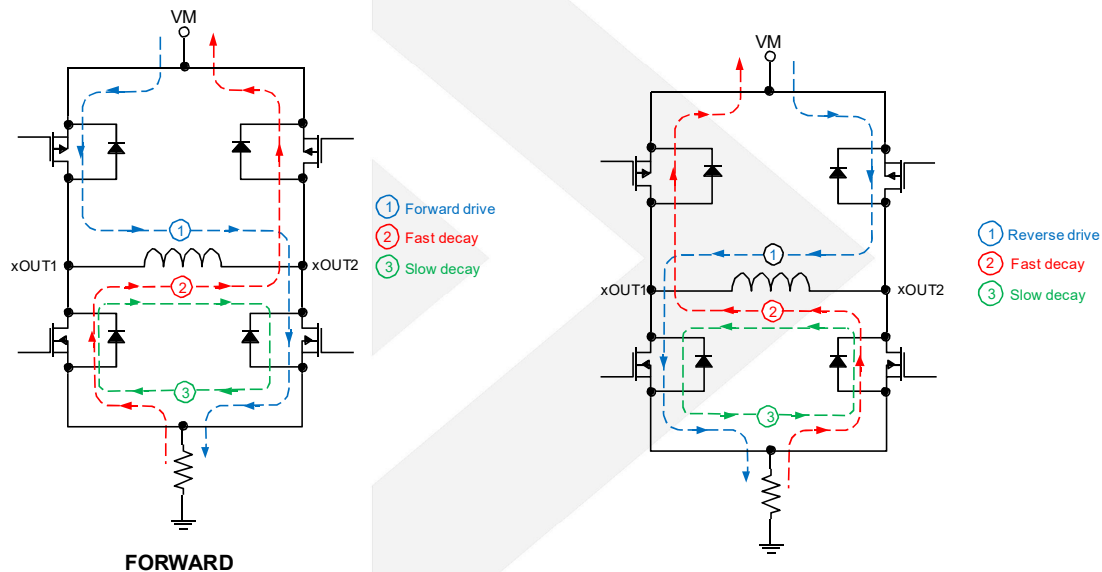 VM
1
xOUT1
xOUT2
2
3
FORWARD
1 Forward drive
2 Fast decay
3 Slow decay
VM
1
xOUT1
xOUT2
2
3
1 Reverse drive
2 Fast decay
3 Slow decay